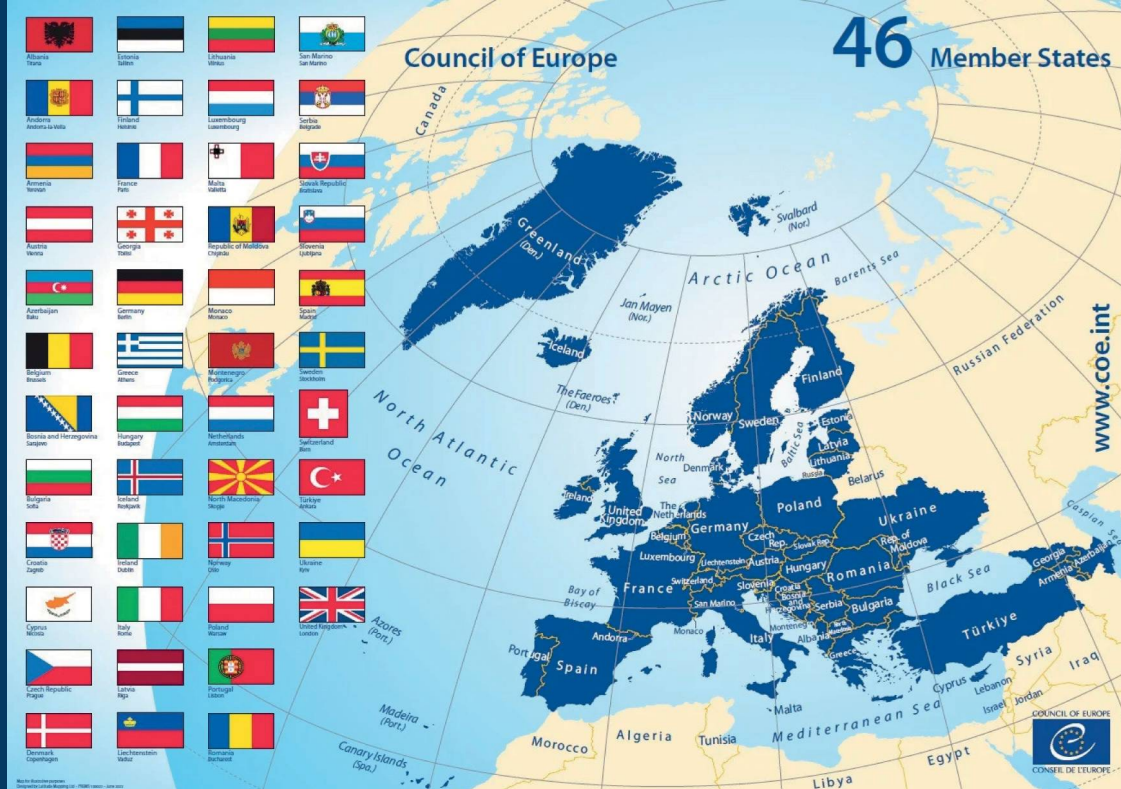 Council of Europe
46 Member States
Albania
Tirana
Estonia
Tallinn
Lithuania
Vilnius
San Marino
San Marino
Andorra
Andorra-la-Vella
Finland
Helsinki
Luxembourg
Luxembourg
Serbia
Belgrade
Armenia
Yerevan
France
Paris
Malta
Valletta
Slovak Republic
Bratislava
Austria
Vienna
Georgia
Tbilisi
Republic of Moldova
Chişinău
Slovenia
Ljubljana
Azerbaijan
Baku
Germany
Berlin
Monaco
Monaco
Spain
Madrid
Belgium
Brussels
Greece
Athens
Montenegro
Podgorica
Sweden
Stockholm
Bosnia and Herzegovina
Sarajevo
Hungary
Budapest
Netherlands
Amsterdam
Switzerland
Bern
Bulgaria
Sofia
Iceland
Reykjavik
North Macedonia
Skopje
Türkiye
Ankara
Croatia
Zagreb
Ireland
Dublin
Norway
Oslo
Ukraine
Kyiv
Cyprus
Nicosia
Italy
Rome
Poland
Warsaw
United Kingdom
London
Czech Republic
Prague
Latvia
Riga
Portugal
Lisbon
Denmark
Copenhagen
Liechtenstein
Vaduz
Romania
Bucharest
Map for illustration purposes
Canada
Greenland
(Den.)
Svalbard
(Nor.)
Arctic Ocean
Barents Sea
Jan Mayen
(Nor.)
Iceland
The Faeroes
(Den.)
Russian Federation
www.coe.int
North Atlantic
Ocean
Norway
Sweden
Finland
Baltic Sea
Estonia
Latvia
Lithuania
Russia
Belarus
North
Sea
Denmark
Ireland
United
Kingdom
The
Netherlands
Belgium
Germany
Poland
Ukraine
Luxembourg
Czech
Rep.
Slovak Rep.
Rep. of
Moldova
Liechtenstein
Austria
Hungary
Romania
France
Switzerland
Slovenia
Croatia
Bosnia
and
Herzegovina
Serbia
Bulgaria
Bay of
Biscay
San Marino
Monaco
Italy
Montenegro
Albania
Greece
Black Sea
Caspian Sea
Georgia
Armenia
Azerbaijan
Türkiye
Azores
(Port.)
Portugal
Spain
Andorra
Malta
Mediterranean Sea
Cyprus
Syria
Iraq
Lebanon
Israel
Jordan
Madeira
(Port.)
Canary Islands
(Spa.)
Morocco
Algeria
Tunisia
Libya
Egypt
COUNCIL OF EUROPE
CONSEIL DE L'EUROPE